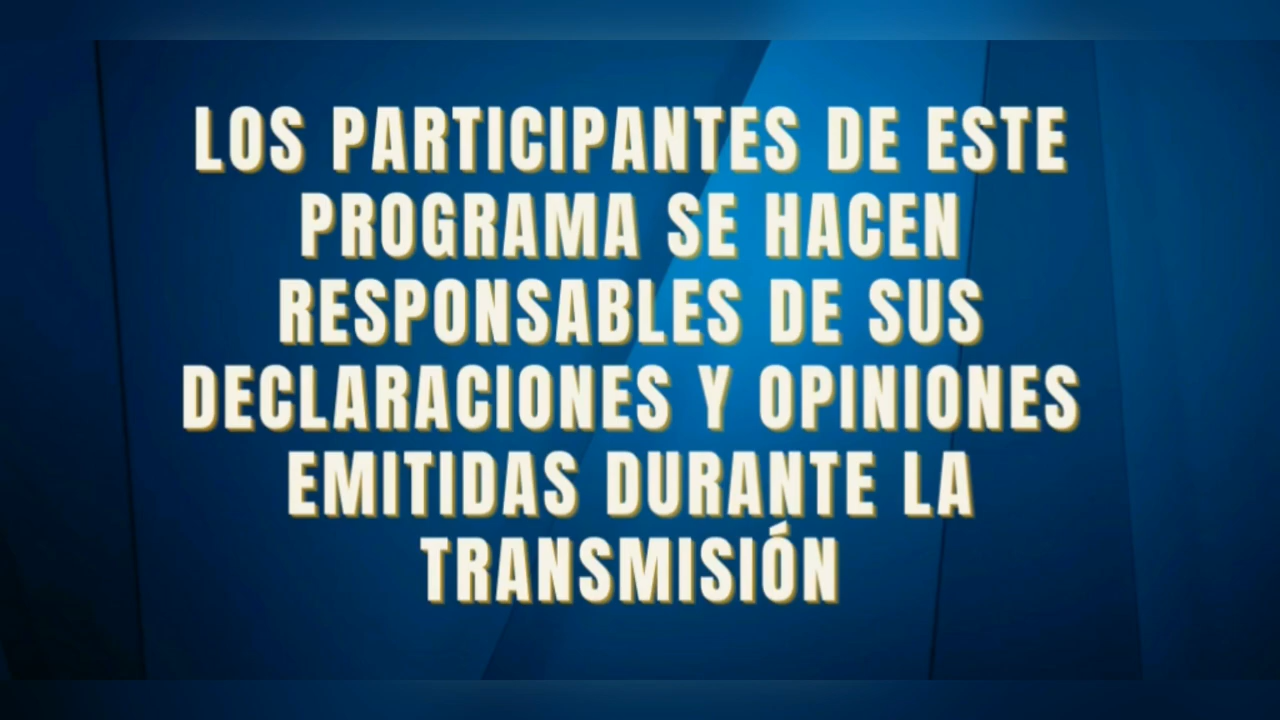 LOS PARTICIPANTES DE ESTE
PROGRAMA SE HACEN
RESPONSABLES DE SUS
DECLARACIONES Y OPINIONES
EMITIDAS DURANTE LA
TRANSMISIÓN